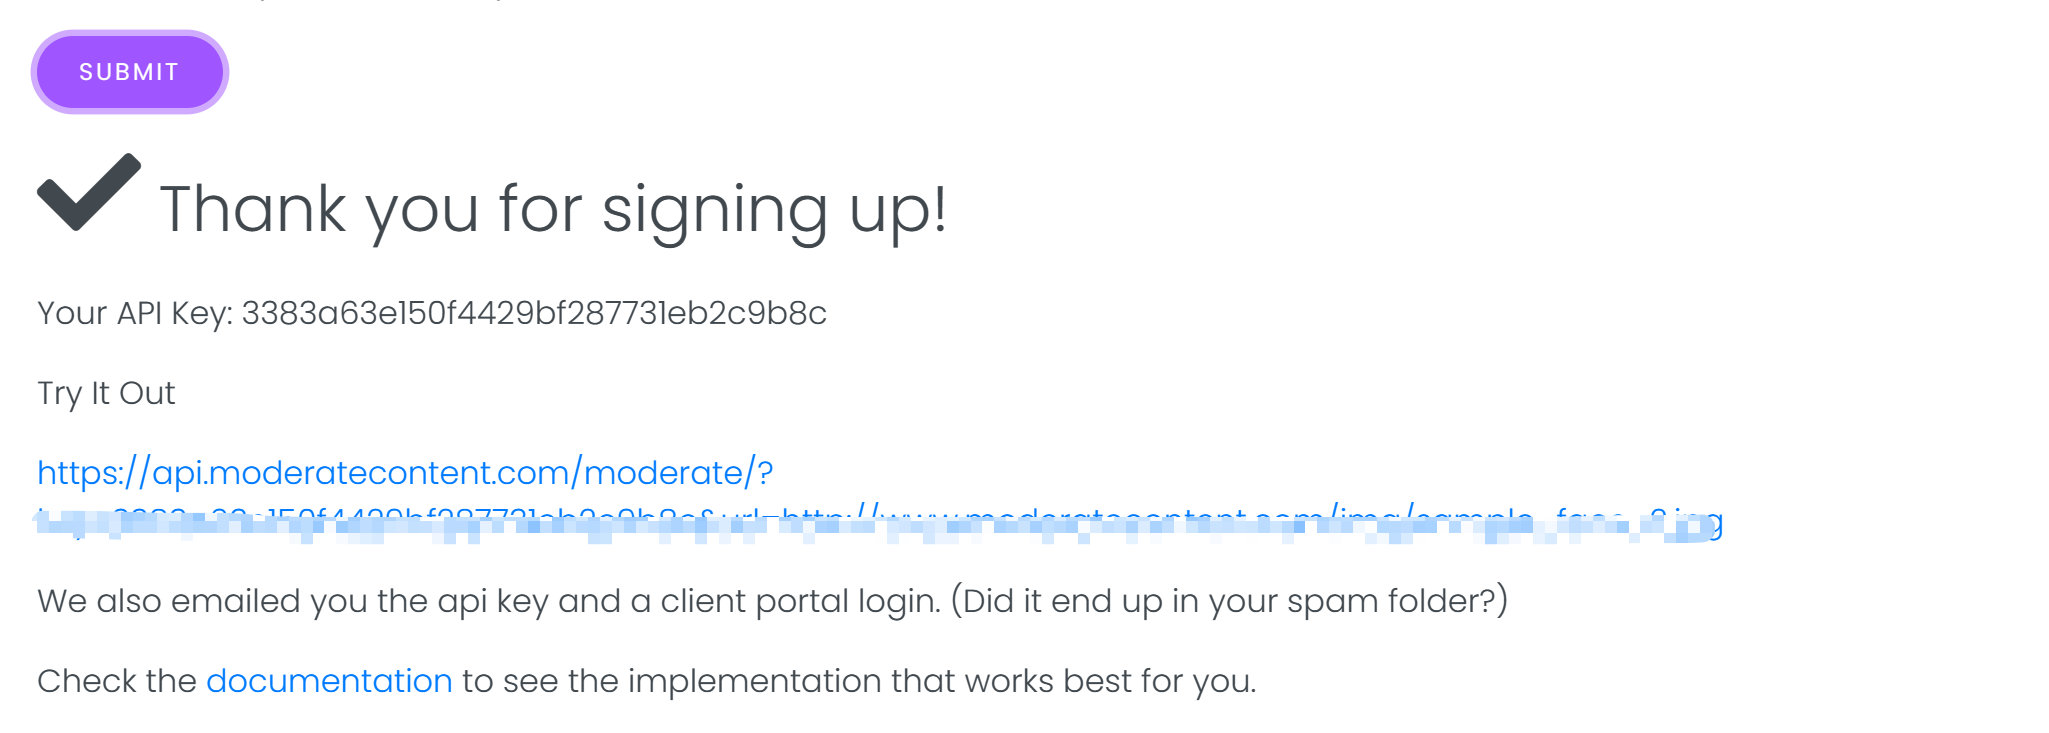 SUBMIT
Thank you for signing up!
Your API Key: 3383a63e150f4429bf287731eb2c9b8c
Try It Out
https://api.moderatecontent.com/moderate/?
We also emailed you the api key and a client portal login. (Did it end up in your spam folder?)
Check the documentation to see the implementation that works best for you.